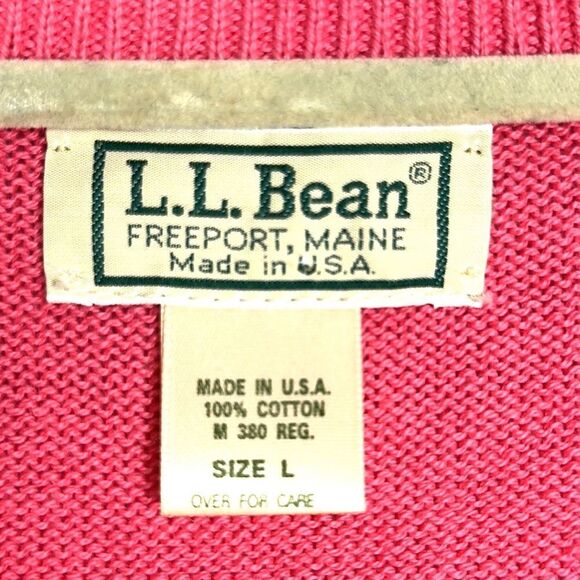 L.L.Bean®
FREEPORT, MAINE
Made in U.S.A.
MADE IN U.S.A.
100% COTTON
M 380 REG.
SIZE L
OVER FOR CARE